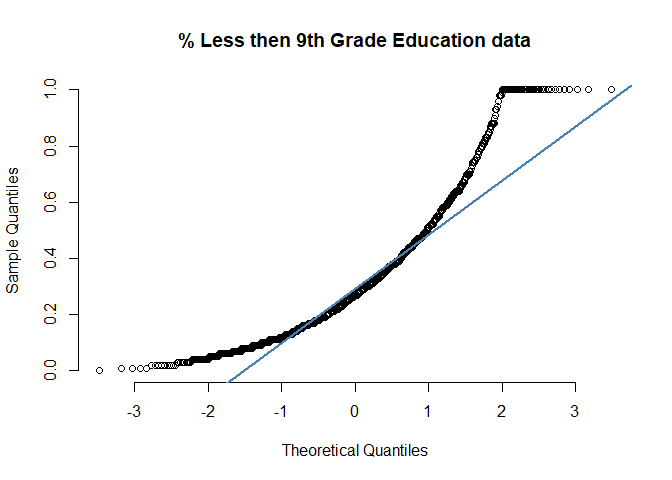 % Less then 9th Grade Education data
Sample Quantiles
1.0
0.8
0.6
0.4
0.2
0.0
-3 -2 -1 0 1 2 3
Theoretical Quantiles